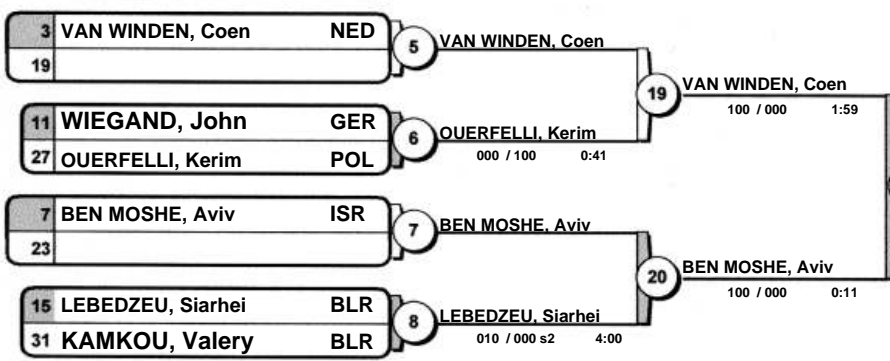 3 VAN WINDEN, Coen NED
19
5
VAN WINDEN, Coen
11 WIEGAND, John GER
27 OUERFELLI, Kerim POL
6
OUERFELLI, Kerim
000 / 100 0:41
19
VAN WINDEN, Coen
100 / 000 1:59
7 BEN MOSHE, Aviv ISR
23
7
BEN MOSHE, Aviv
15 LEBEDZEU, Siarhei BLR
31 KAMKOU, Valery BLR
8
LEBEDZEU, Siarhei
010 / 000 s2 4:00
20
BEN MOSHE, Aviv
100 / 000 0:11